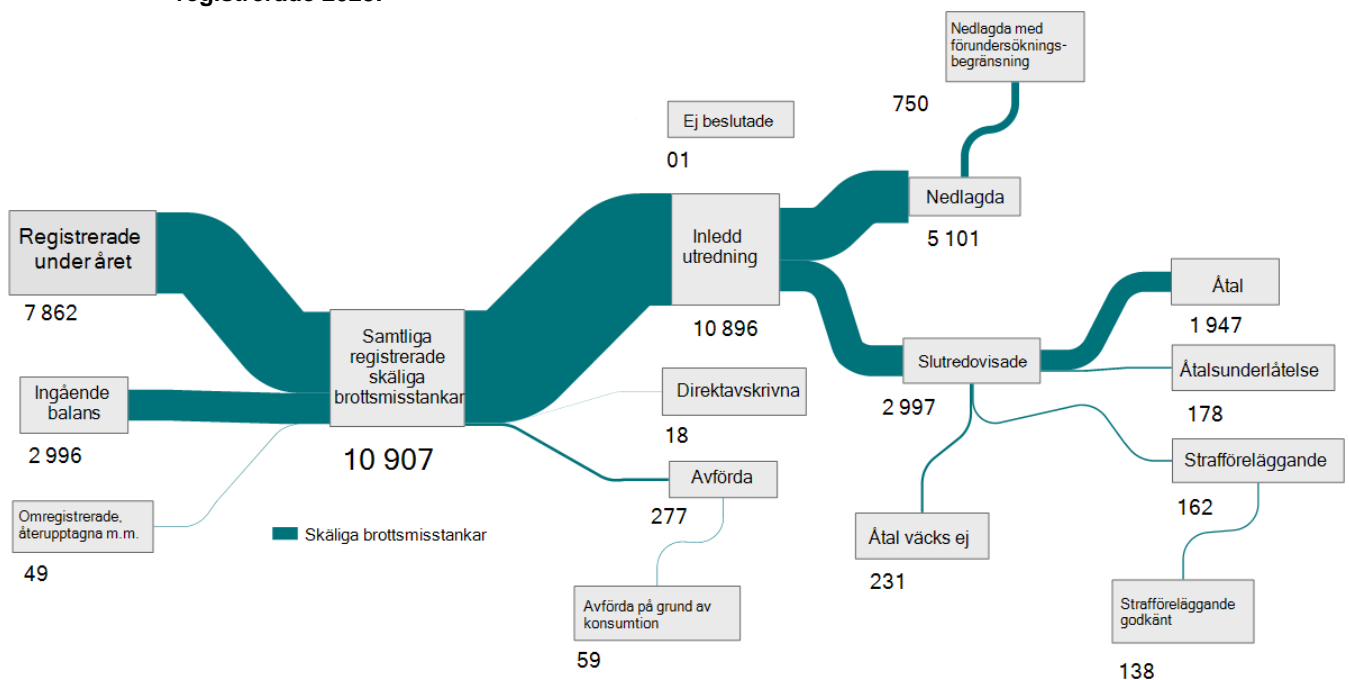 Nedlagda med
förundersöknings-
begränsning
750
Ej beslutade
01
Nedlagda
5 101
Registrerade
under året
7 862
Inledd
utredning
10 896
Åtal
1 947
Samtliga
registrerade
skäliga
brottsmisstankar
10 907
Slutredovisade
2 997
Åtalsunderlåtelse
178
Ingående
balans
2 996
Direktavskrivna
18
Strafföreläggande
162
Avförda
277
Omregistrerade,
återupptagna m.m.
49
Skäliga brottsmisstankar
Åtal väcks ej
231
Avförda på grund av
konsumtion
59
Strafföreläggande
godkänt
138